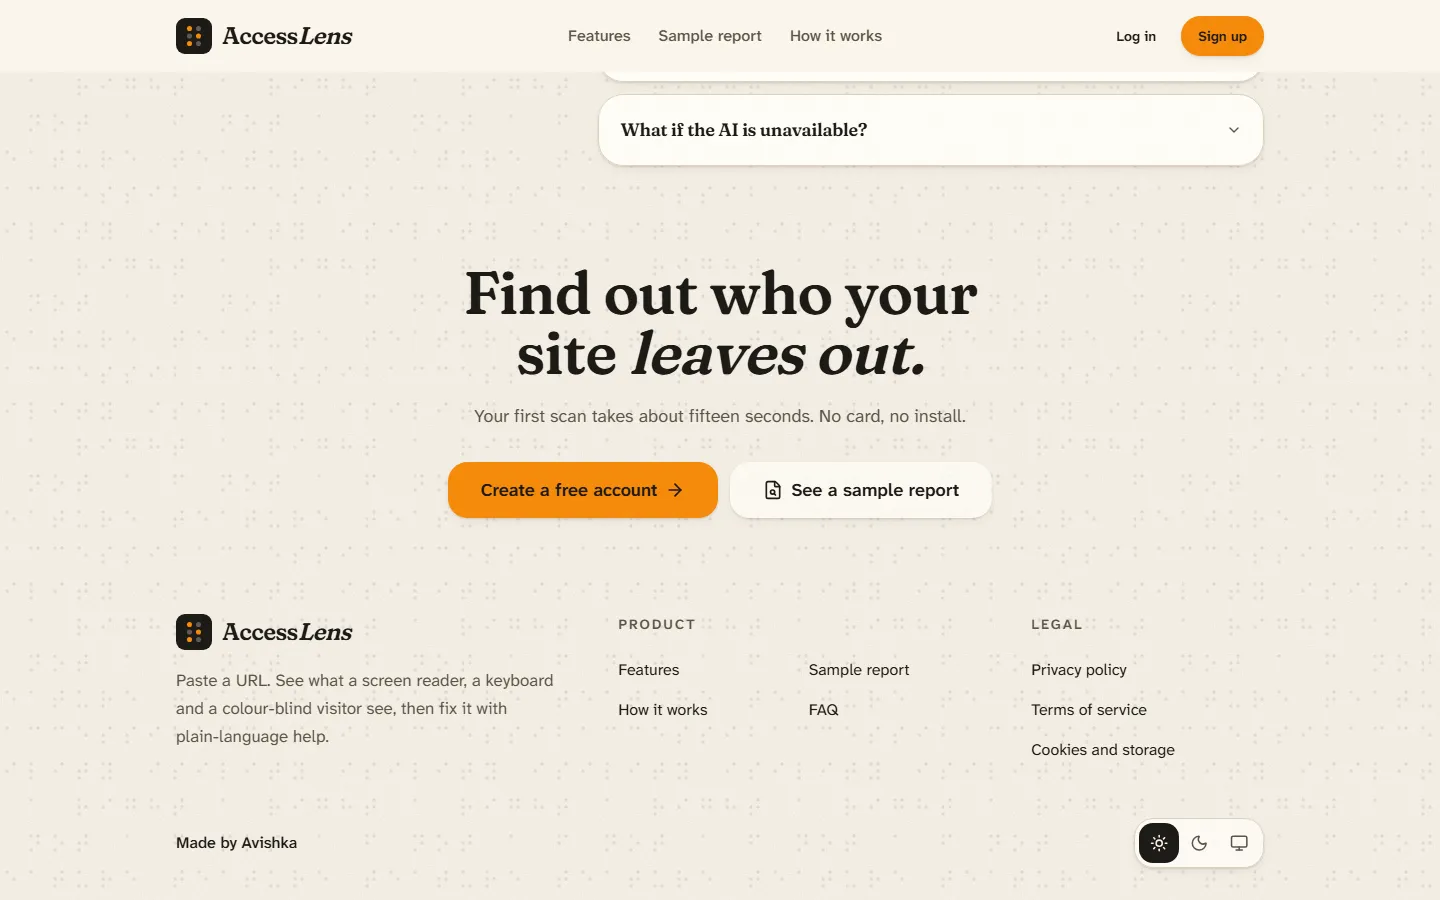 AccessLens
Features
Sample report
How it works
Log in
Sign up
What if the AI is unavailable?
Find out who your
site leaves out.
Your first scan takes about fifteen seconds. No card, no install.
Create a free account
See a sample report
AccessLens
Paste a URL. See what a screen reader, a keyboard
and a colour-blind visitor see, then fix it with
plain-language help.
PRODUCT
Features
Sample report
How it works
FAQ
LEGAL
Privacy policy
Terms of service
Cookies and storage
Made by Avishka